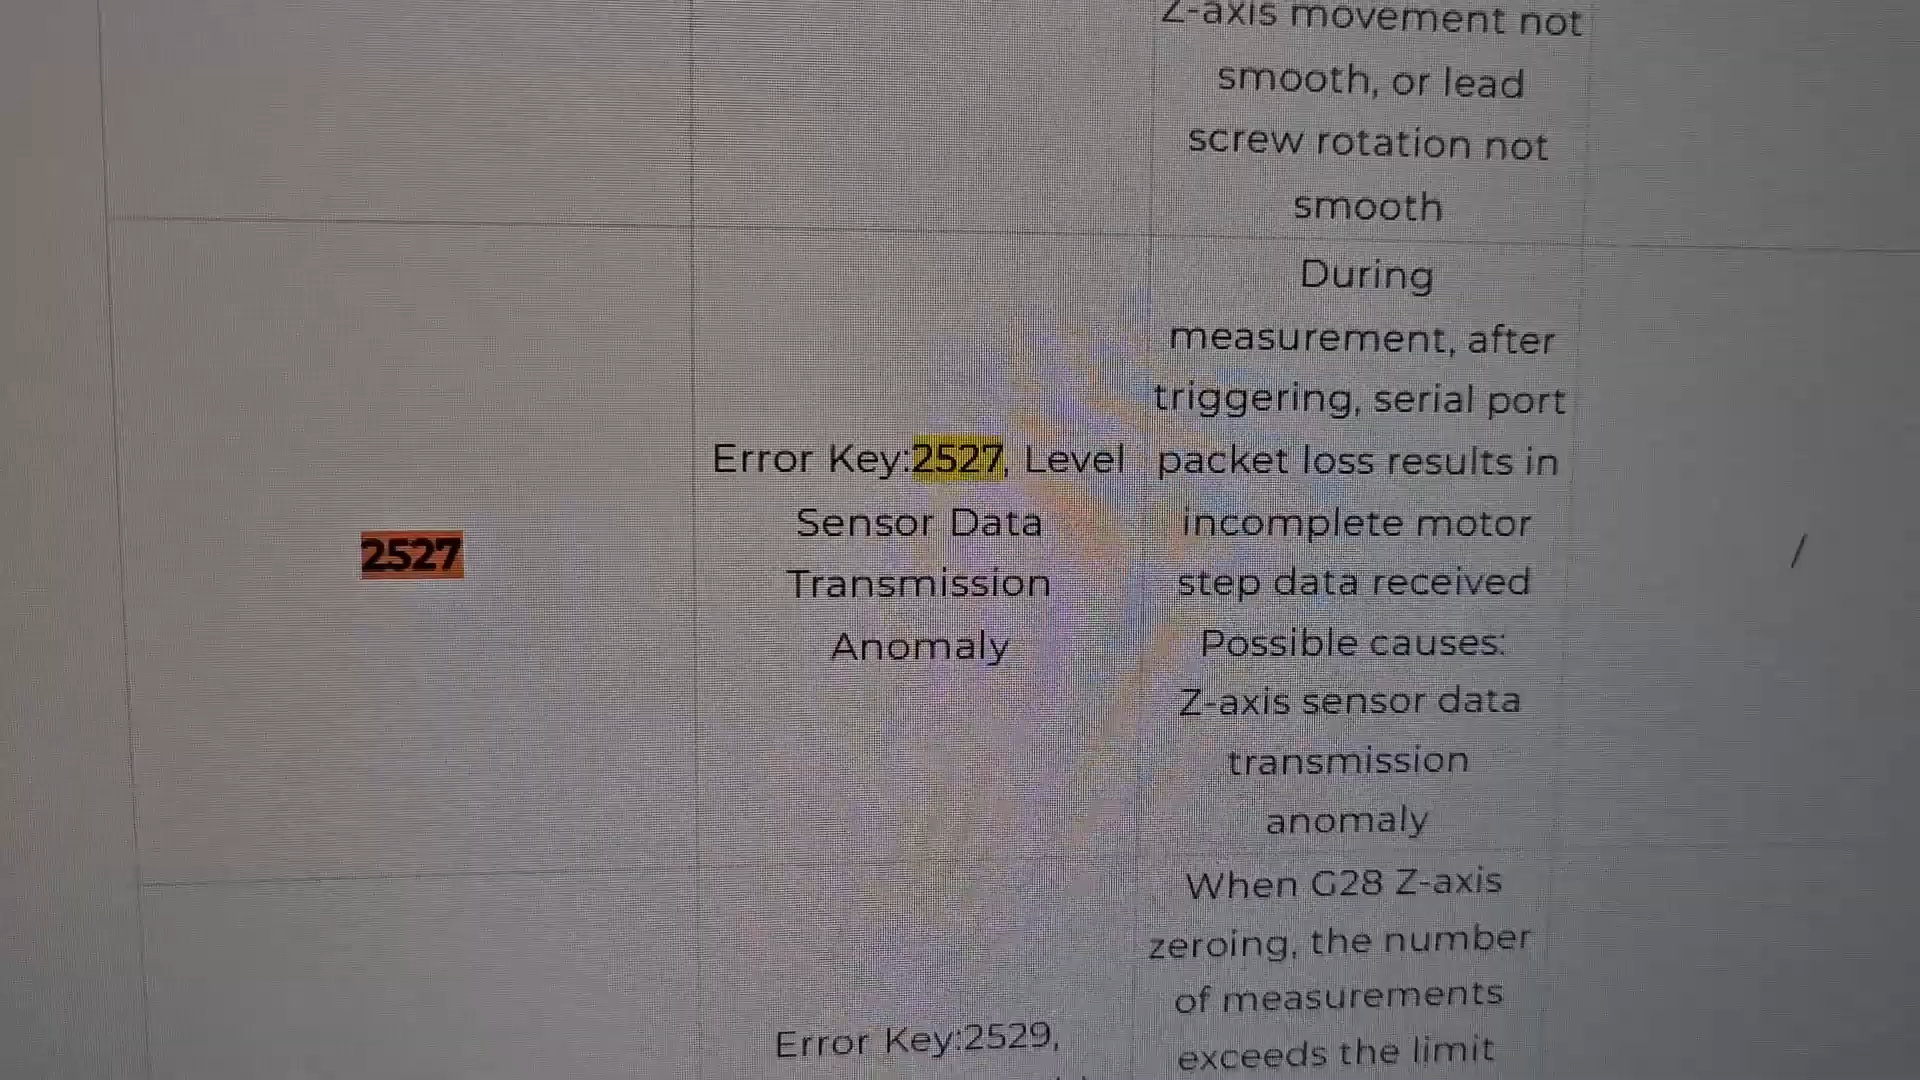 Z-axis movement not
smooth, or lead
screw rotation not
smooth
2527
Error Key:2527, Level
Sensor Data
Transmission
Anomaly
During
measurement, after
triggering, serial port
packet loss results in
incomplete motor
step data received
Possible causes:
Z-axis sensor data
transmission
anomaly
/
Error Key:2529,
When G28 Z-axis
zeroing, the number
of measurements
exceeds the limit